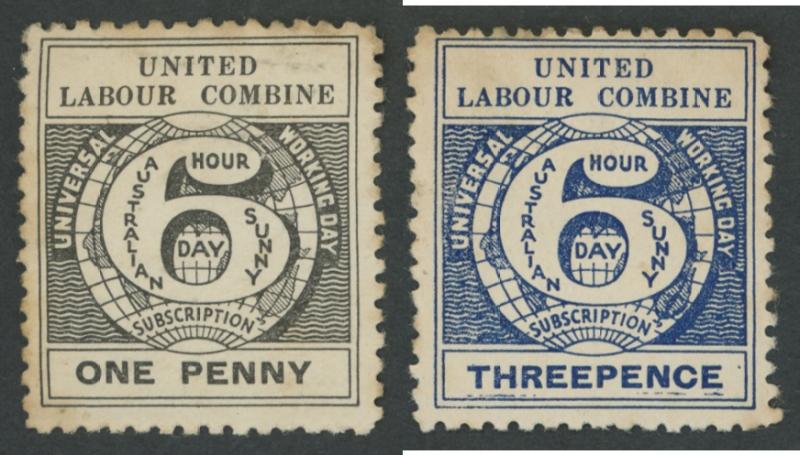 UNITED
LABOUR COMBINE
UNIVERSAL WORKING DAY
HOUR
AUSTRALIAN
6
SUNNY
DAY
SUBSCRIPTION
ONE PENNY
UNITED
LABOUR COMBINE
UNIVERSAL WORKING DAY
HOUR
AUSTRALIAN
6
SUNNY
DAY
SUBSCRIPTION
THREEPENCE